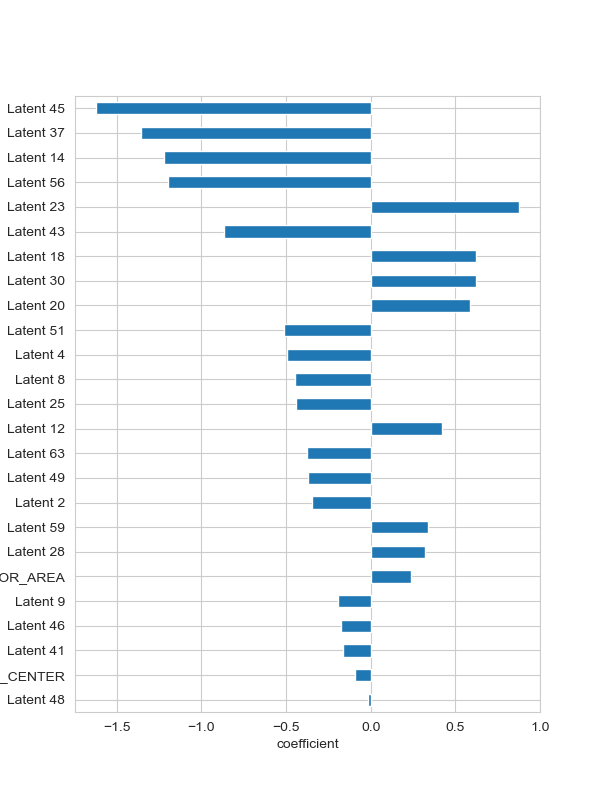 Latent 45
Latent 37
Latent 14
Latent 56
Latent 23
Latent 43
Latent 18
Latent 30
Latent 20
Latent 51
Latent 4
Latent 8
Latent 25
Latent 12
Latent 63
Latent 49
Latent 2
Latent 59
Latent 28
OR_AREA
Latent 9
Latent 46
Latent 41
_CENTER
Latent 48
−1.5 −1.0 −0.5 0.0 0.5 1.0
coefficient